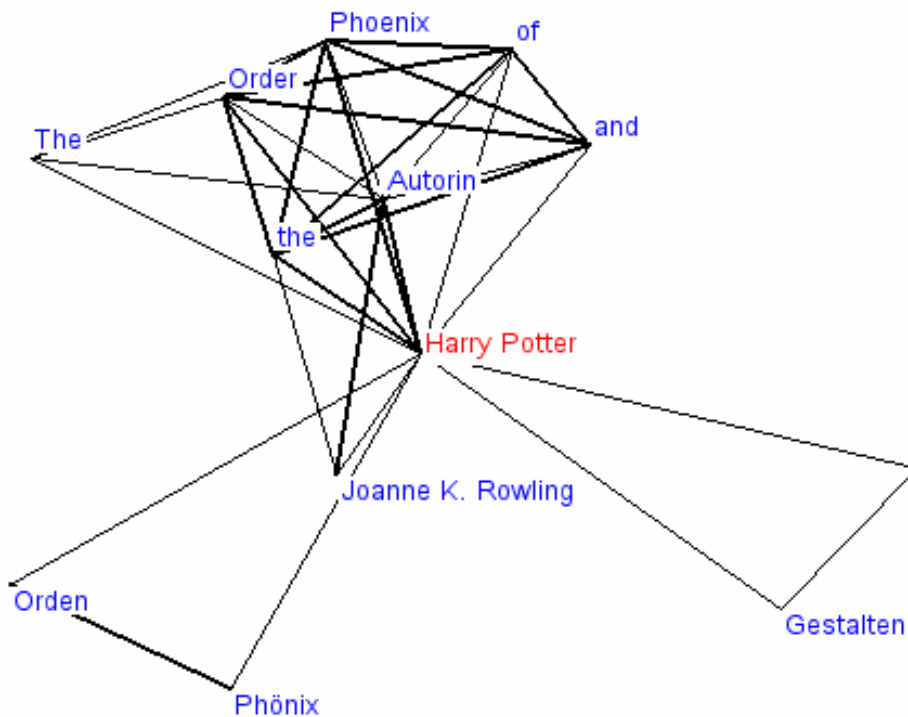 Phoenix
of
Order
and
The
Autorin
the
Harry Potter
Joanne K. Rowling
Orden
Gestalten
Phönix